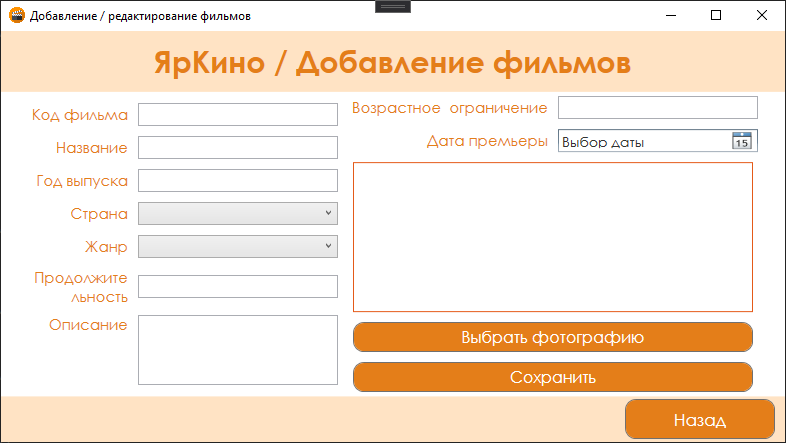 Добавление / редактирование фильмов
ЯрКино / Добавление фильмов
Код фильма
Название
Год выпуска
Страна
Жанр
Продолжите
льность
Описание
Возрастное ограничение
Дата премьеры
Выбор даты
15
Выбрать фотографию
Сохранить
Назад